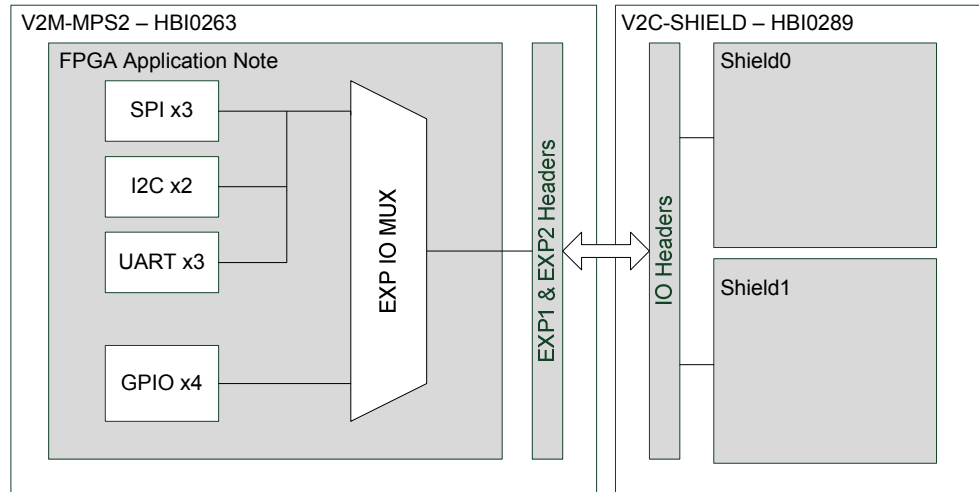 V2M-MPS2 – HBI0263
V2C-SHIELD – HBI0289
FPGA Application Note
SPI x3
I2C x2
UART x3
GPIO x4
EXP IO MUX
EXP1 & EXP2 Headers
IO Headers
Shield0
Shield1